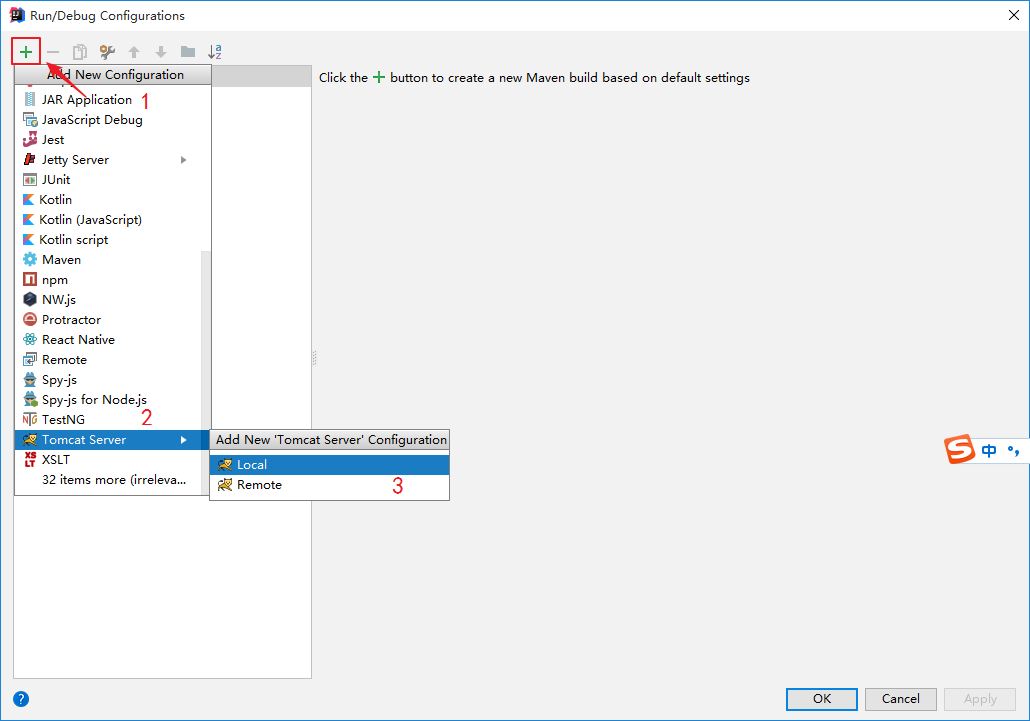 Run/Debug Configurations
Add New Configuration
Click the + button to create a new Maven build based on default settings
JAR Application
1
JavaScript Debug
Jest
Jetty Server
JUnit
Kotlin
Kotlin (JavaScript)
Kotlin script
Maven
npm
NW.js
Protractor
React Native
Remote
Spy-js
Spy-js for Node.js
2
TestNG
Tomcat Server
Add New 'Tomcat Server' Configuration
XSLT
Local
中
32 items more (irreleva...
Remote
3
OK
Cancel
Apply